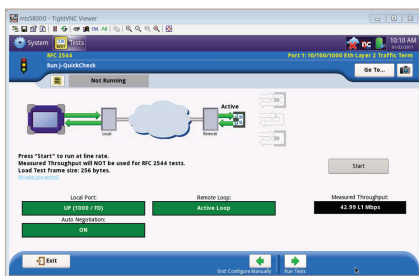 mts5800:0 - TightVNC Viewer
System
Tests
10:10 AM
RFC 2544
Port 1: 10/100/1000 Eth Layer 2 Traffic Term
Run J-QuickCheck
Go To...
Not Running
Active
Local
Remote
Press "Start" to run at line rate.
Measured Throughput will NOT be used for RFC 2544 tests.
Load Test frame size: 256 bytes.
Start
Local Port:
Remote Loop:
Measured Throughput:
UP (1000 / FD)
Active Loop
42.99 L1 Mbps
Auto Negotiation:
ON
Exit
End: Configure Manually
Run Tests